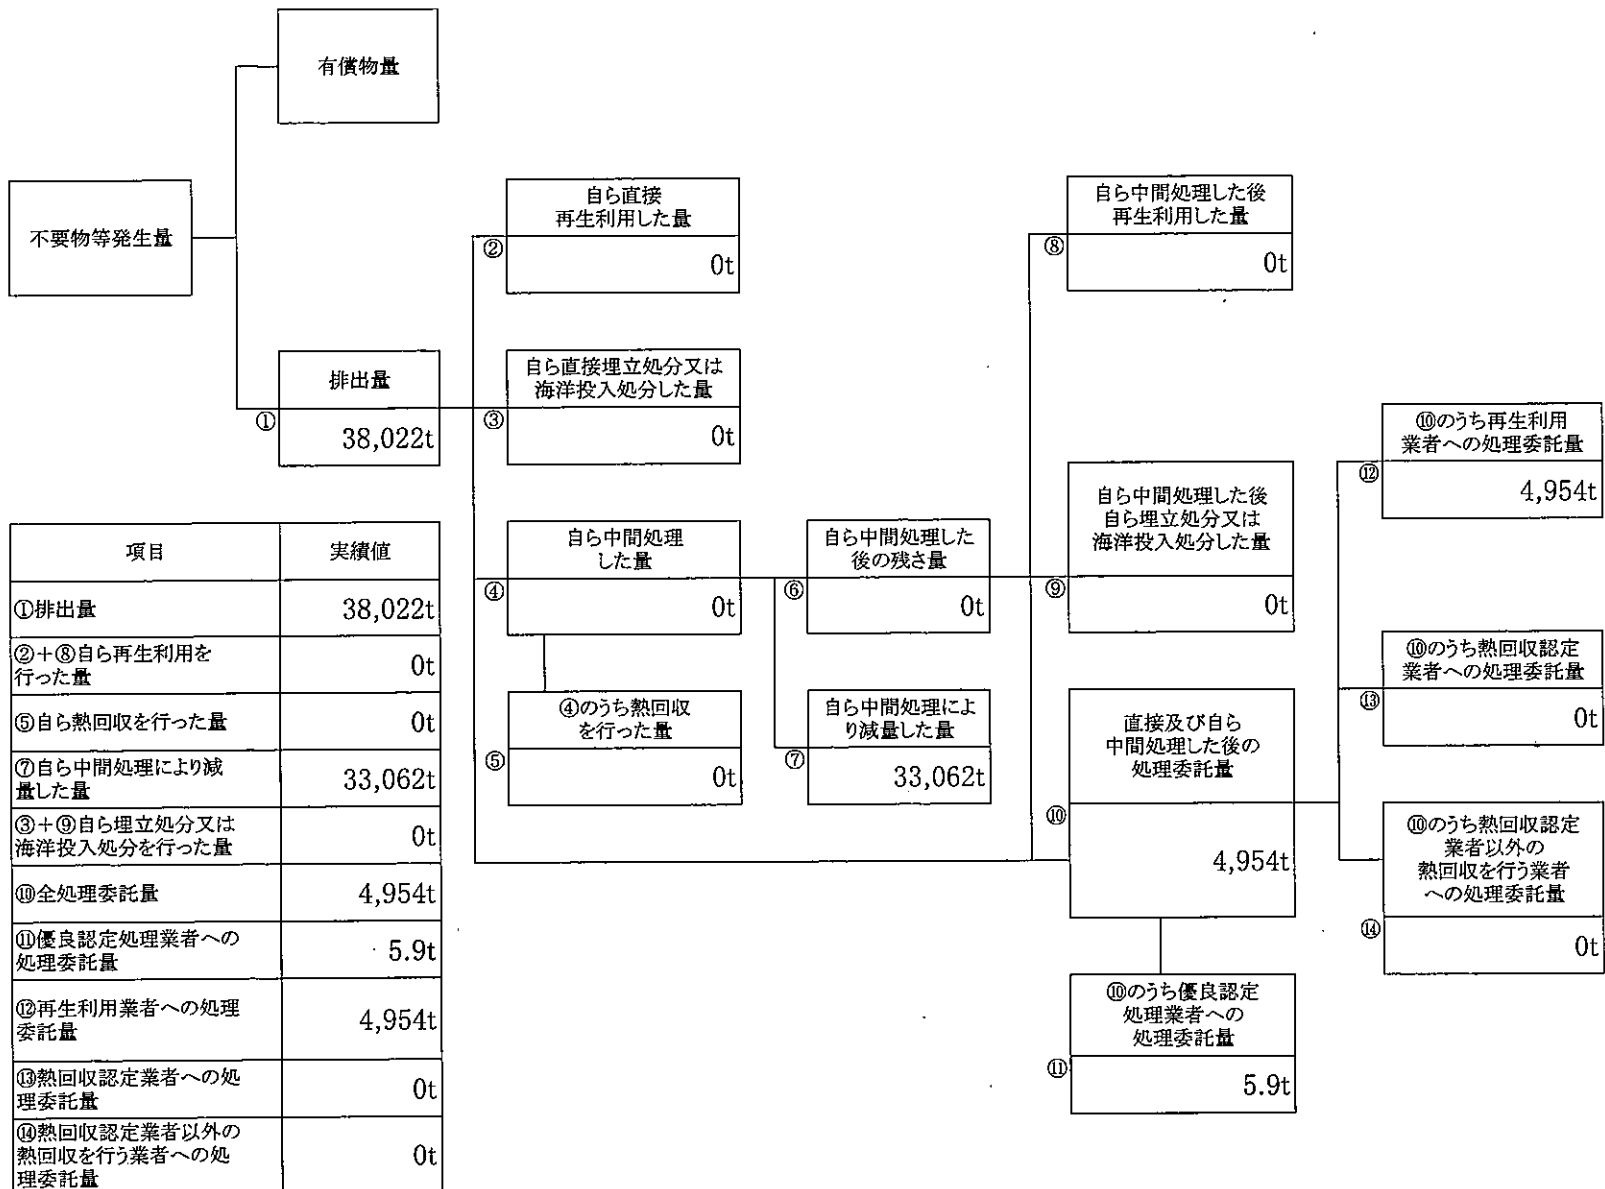 有償物量
不要物等発生量
自ら直接
再生利用した量
②
0t
自ら中間処理した後
再生利用した量
⑧
0t
排出量
①
38,022t
自ら直接埋立処分又は
海洋投入処分した量
③
0t
⑩のうち再生利用
業者への処理委託量
⑫
4,954t
自ら中間処理
した量
④
0t
自ら中間処理した
後の残さ量
⑥
0t
自ら中間処理した後
自ら埋立処分又は
海洋投入処分した量
⑨
0t
⑩のうち熱回収認定
業者への処理委託量
⑬
0t
④のうち熱回収
を行った量
⑤
0t
自ら中間処理によ
り減量した量
⑦
33,062t
直接及び自ら
中間処理した後の
処理委託量
⑩
4,954t
⑩のうち熱回収認定
業者以外の
熱回収を行う業者
への処理委託量
⑭
0t
⑩のうち優良認定
処理業者への
処理委託量
⑪
5.9t
項目 実績値
①排出量 38,022t
②+⑧自ら再生利用を
行った量 0t
⑤自ら熱回収を行った量 0t
⑦自ら中間処理により減
量した量 33,062t
③+⑨自ら埋立処分又は
海洋投入処分を行った量 0t
⑩全処理委託量 4,954t
⑪優良認定処理業者への
処理委託量 5.9t
⑫再生利用業者への処理
委託量 4,954t
⑬熱回収認定業者への処
理委託量 0t
⑭熱回収認定業者以外の
熱回収を行う業者への処
理委託量 0t